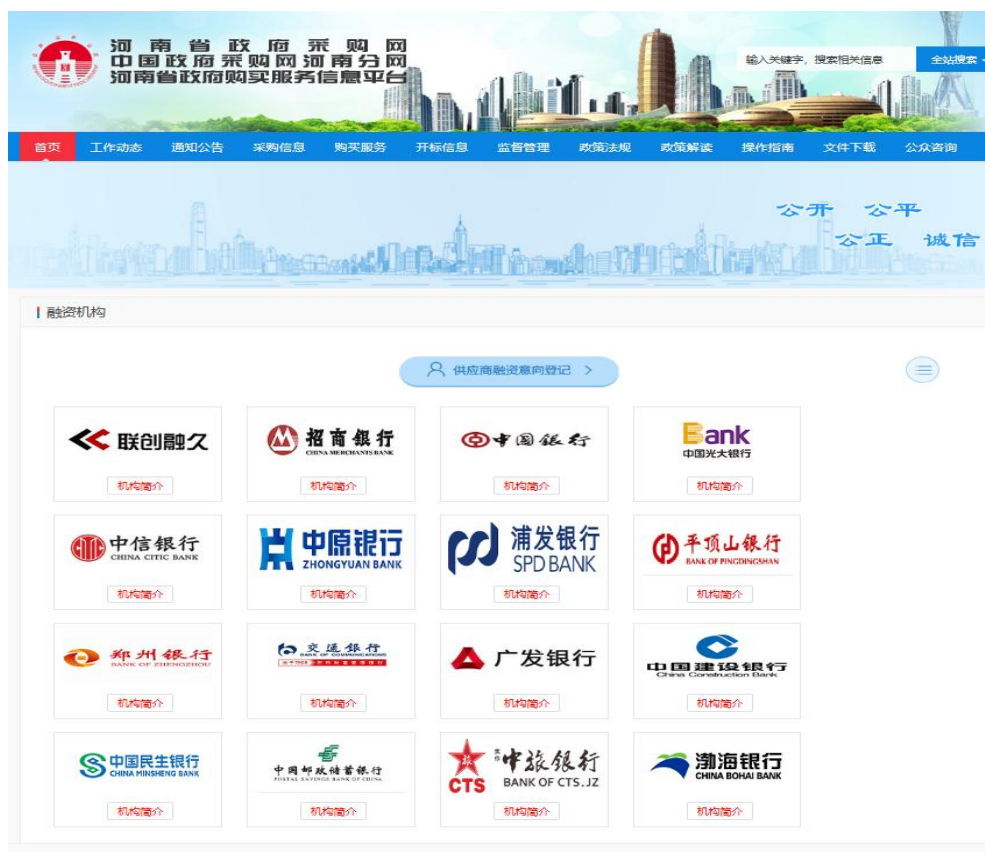 河南省政府采购网
中国政府采购网河南分网
河南省政府购买服务信息平台
输入关键字，搜索相关信息 全站搜索
首页 工作动态 通知公告 采购信息 购买服务 开标信息 监督管理 政策法规 政策解读 操作指南 文件下载 公众咨询
公开 公平
公正 诚信
融资机构
供应商融资意向登记 >
联创融久 招商银行 中国银行 Bank
CHINA MERCHANTS BANK 中国光大银行
机构简介 机构简介 机构简介 机构简介
中信银行 中原银行 浦发银行 平顶山银行
CHINA CITIC BANK ZHONGYUAN BANK SPD BANK BANK OF PINGDINGSHAN
机构简介 机构简介 机构简介 机构简介
郑州银行 交通银行 广发银行 中国建设银行
BANK OF ZHENGZHOU BANK OF COMMUNICATIONS China Construction Bank
机构简介 机构简介 机构简介 机构简介
中国民生银行 中国邮政储蓄银行 中旅银行 渤海银行
CHINA MINSHENG BANK POSTAL SAVINGS BANK OF CHINA CTS BANK OF CTS.JZ CHINA BOHAI BANK
机构简介 机构简介 机构简介 机构简介